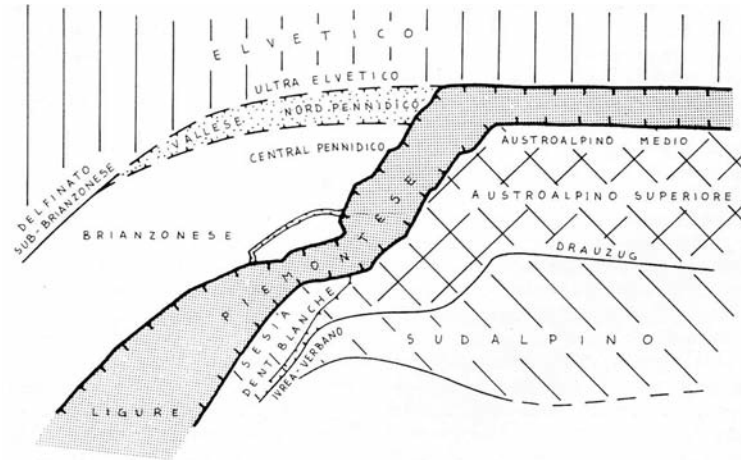 ELVETICO
ULTRA ELVETICO
VALLESE
NORD PENNIDICO
CENTRAL PENNIDICO
AUSTROALPINO MEDIO
DELFINATO
SUB-BRIANZONESE
BRIANZONESE
AUSTROALPINO SUPERIORE
PIEMONTESE
DRAUZUG
SESIA
DENT BLANCHE
IVREA-VERBANO
SUDALPINO
LIGURE